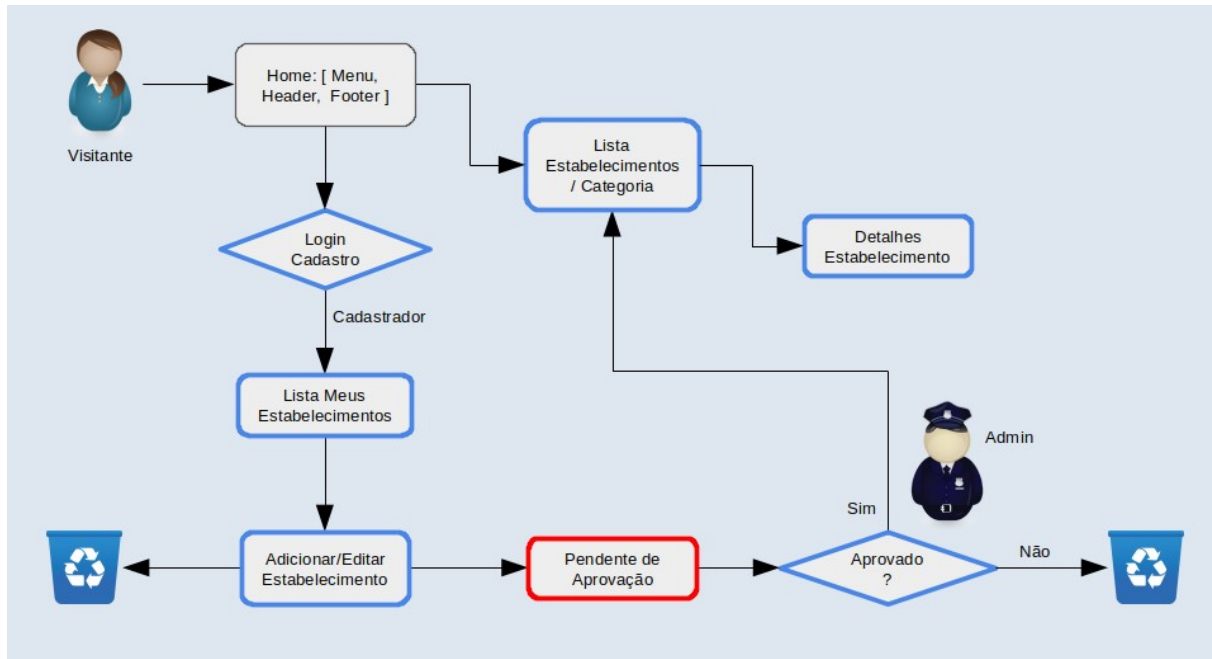 Home: [ Menu,
Header, Footer ]
Visitante
Lista
Estabelecimentos
/ Categoria
Login
Cadastro
Detalhes
Estabelecimento
Cadastrador
Lista Meus
Estabelecimentos
Admin
Sim
Adicionar/Editar
Estabelecimento
Pendente de
Aprovação
Aprovado
?
Não